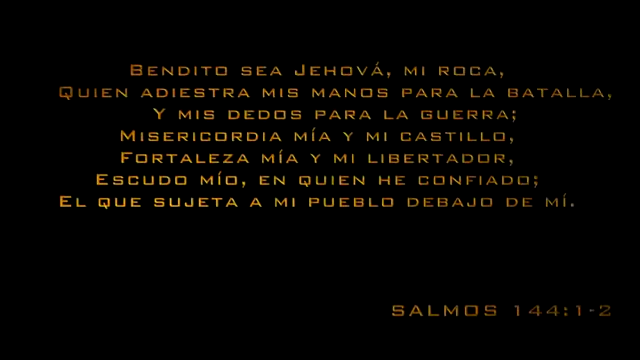 Bendito sea Jehová, mi roca,
Quien adiestra mis manos para la batalla,
Y mis dedos para la guerra;
Misericordia mía y mi castillo,
Fortaleza mía y mi libertador,
Escudo mío, en quien he confiado;
El que sujeta a mi pueblo debajo de mí.
SALMOS 144:1-2